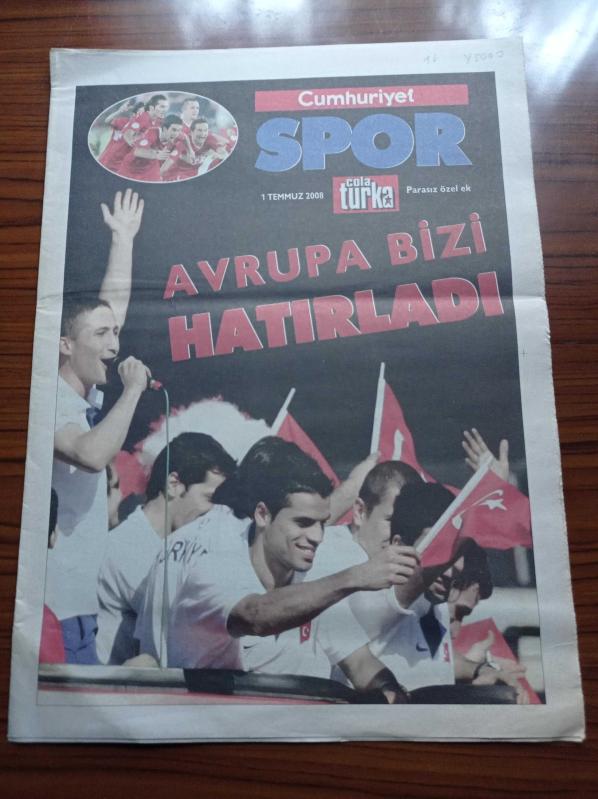 Cumhuriyet
SPOR
1 TEMMUZ 2008
cola
turka
Parasız özel ek
AVRUPA BİZİ
HATIRLADI